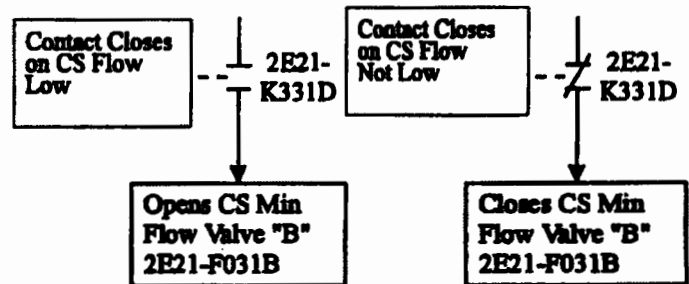 Contact Closes
on CS Flow
Low
2E21-
K331D
Contact Closes
on CS Flow
Not Low
2E21-
K331D
Opens CS Min
Flow Valve "B"
2E21-F031B
Closes CS Min
Flow Valve "B"
2E21-F031B